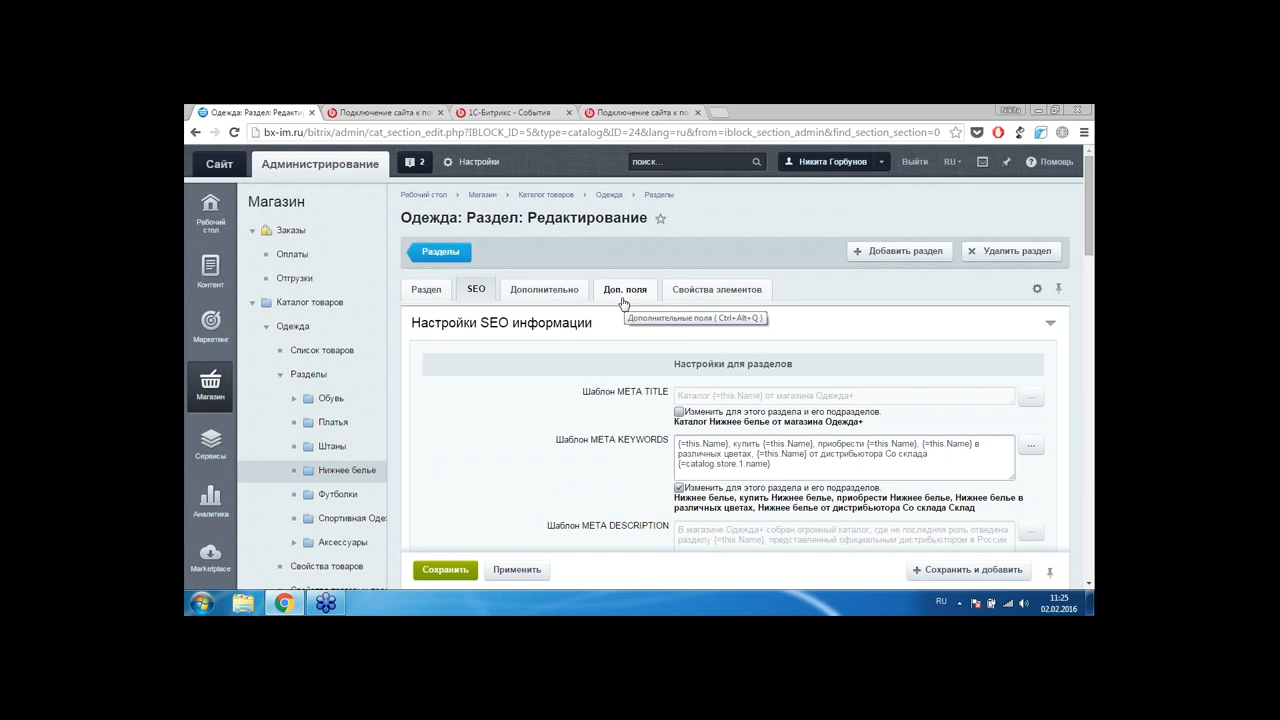 Одежда: Раздел: Редакти
Подключение сайта к по
1С-Битрикс - События
Подключение сайта к по
Nikita
bx-im.ru/bitrix/admin/cat_section_edit.php?IBLOCK_ID=5&type=catalog&ID=24&lang=ru&from=iblock_section_admin&find_section_section=0
Сайт
Администрирование
2
Настройки
поиск...
Никита Горбунов
Выйти
RU
Помощь
Рабочий стол
Контент
Маркетинг
Магазин
Сервисы
Аналитика
Marketplace
Магазин
Заказы
Оплаты
Отгрузки
Каталог товаров
Одежда
Список товаров
Разделы
Обувь
Платья
Штаны
Нижнее белье
Футболки
Спортивная Оде
Аксессуары
Свойства товаров
Рабочий стол Магазин Каталог товаров Одежда Разделы
Одежда: Раздел: Редактирование
Разделы
Добавить раздел
Удалить раздел
Раздел
SEO
Дополнительно
Доп. поля
Свойства элементов
Дополнительные поля ( Ctrl+Alt+Q )
Настройки SEO информации
Настройки для разделов
Шаблон META TITLE
Каталог {=this.Name} от магазина Одежда+
...
Изменить для этого раздела и его подразделов.
Каталог Нижнее белье от магазина Одежда+
Шаблон META KEYWORDS
{=this.Name}, купить {=this.Name}, приобрести {=this.Name}, {=this.Name} в
различных цветах, {=this.Name} от дистрибьютора Со склада
{=catalog.store.1.name}
...
Изменить для этого раздела и его подразделов.
Нижнее белье, купить Нижнее белье, приобрести Нижнее белье, Нижнее белье в
различных цветах, Нижнее белье от дистрибьютора Со склада Склад
Шаблон META DESCRIPTION
В магазине Одежда+ собран огромный каталог, где не последняя роль отведена
разделу {=this.Name}, представленный официальным дистрибьютором в России
...
Сохранить
Применить
Сохранить и добавить
RU
11:25
02.02.2016